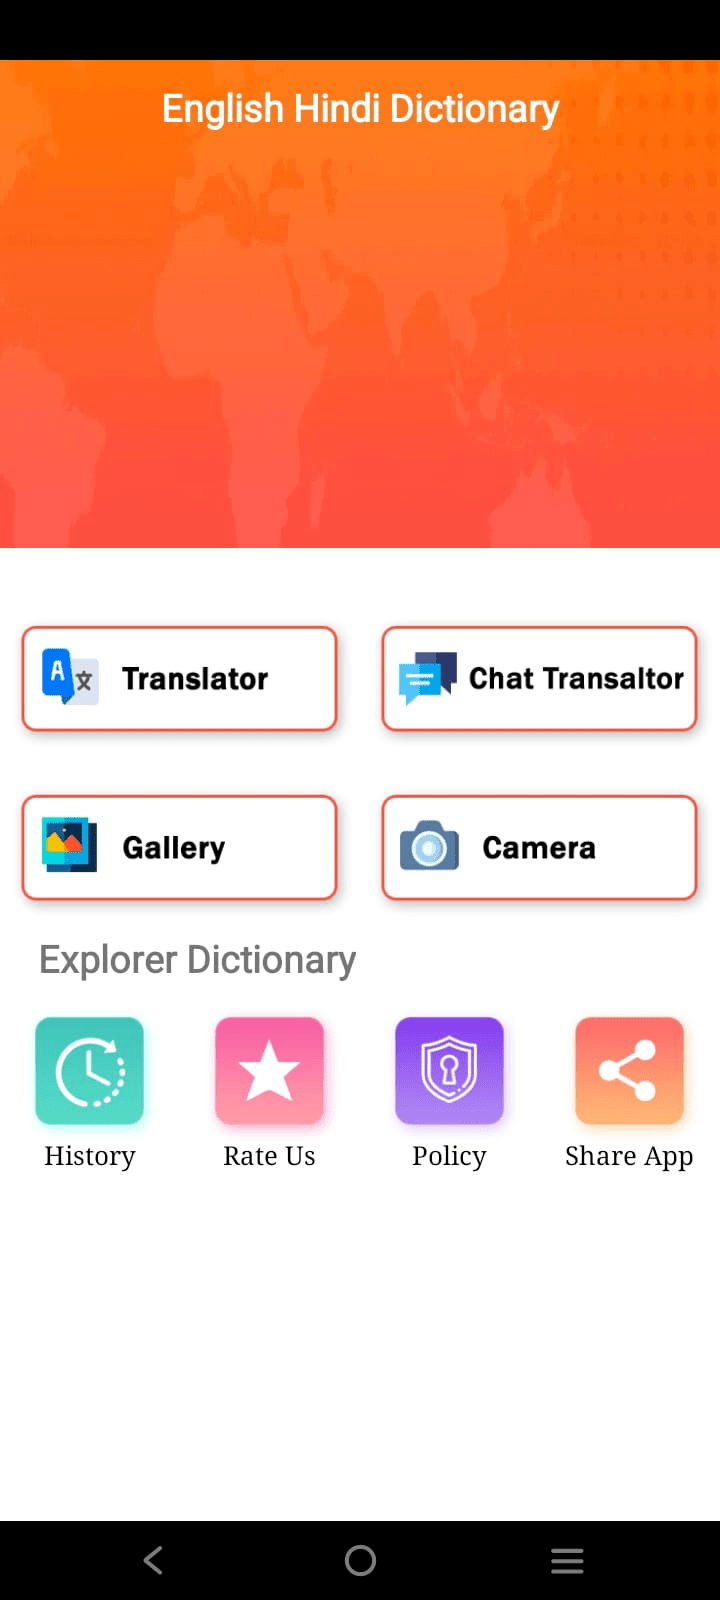 English Hindi Dictionary
Translator
Chat Transaltor
Gallery
Camera
Explorer Dictionary
History
Rate Us
Policy
Share App